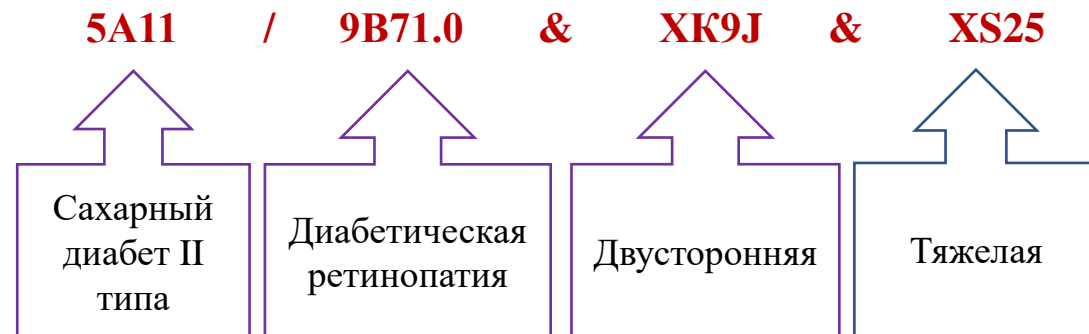 5A11 / 9B71.0 & XK9J & XS25
Сахарный
диабет II
типа
Диабетическая
ретинопатия
Двусторонняя
Тяжелая